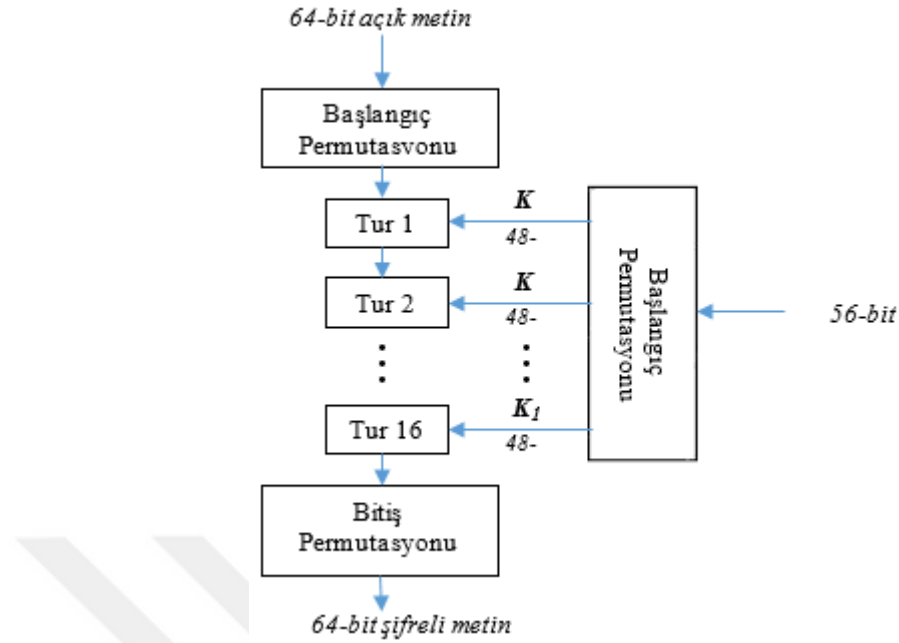 64-bit açık metin
Başlangıç
Permutasyonu
Tur 1
K
48-
Tur 2
K
48-
Tur 16
K1
48-
Başlangıç
Permutasyonu
56-bit
Bitiş
Permutasyonu
64-bit şifreli metin